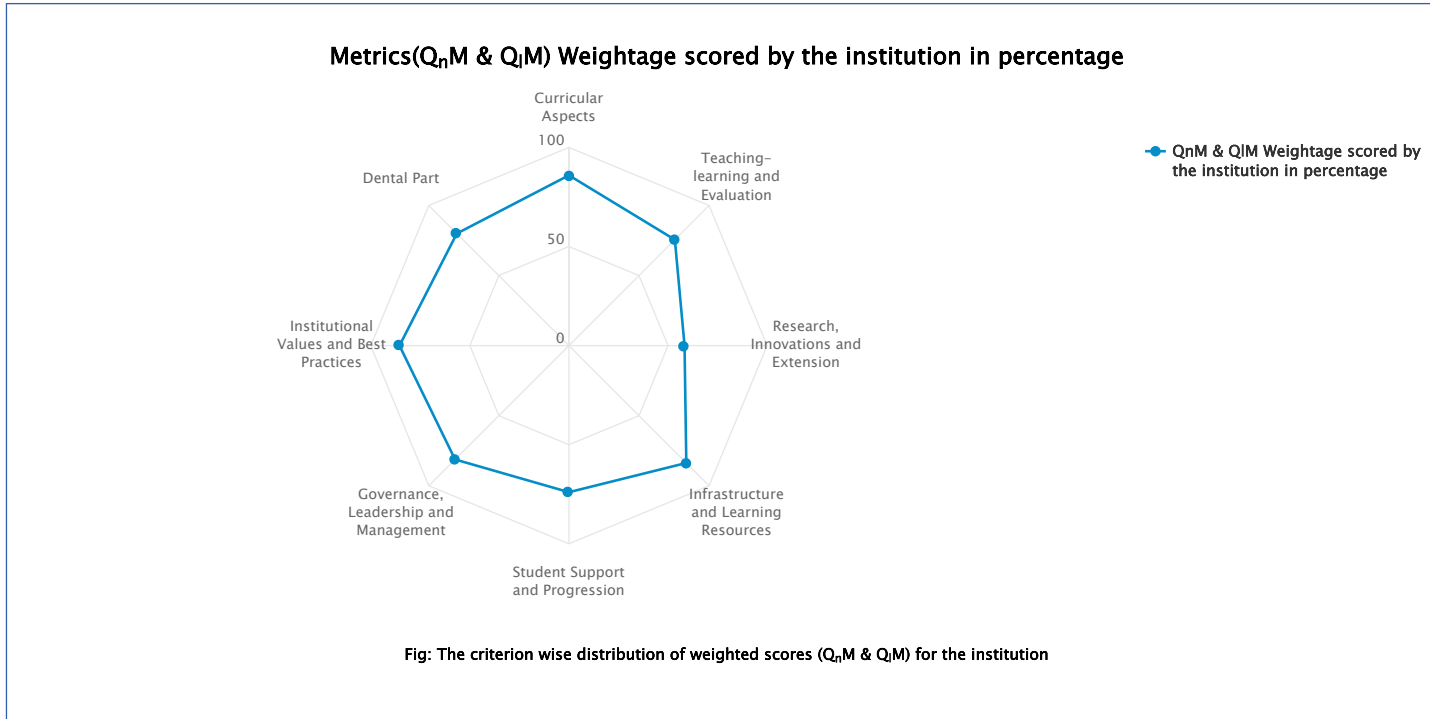 Metrics(QnM & QlM) Weightage scored by the institution in percentage
Curricular
Aspects
100
Teaching-
learning and
Evaluation
QnM & QlM Weightage scored by
the institution in percentage
Dental Part
50
Institutional
Values and Best
Practices
0
Research,
Innovations and
Extension
Governance,
Leadership and
Management
Infrastructure
and Learning
Resources
Student Support
and Progression
Fig: The criterion wise distribution of weighted scores (QnM & QlM) for the institution